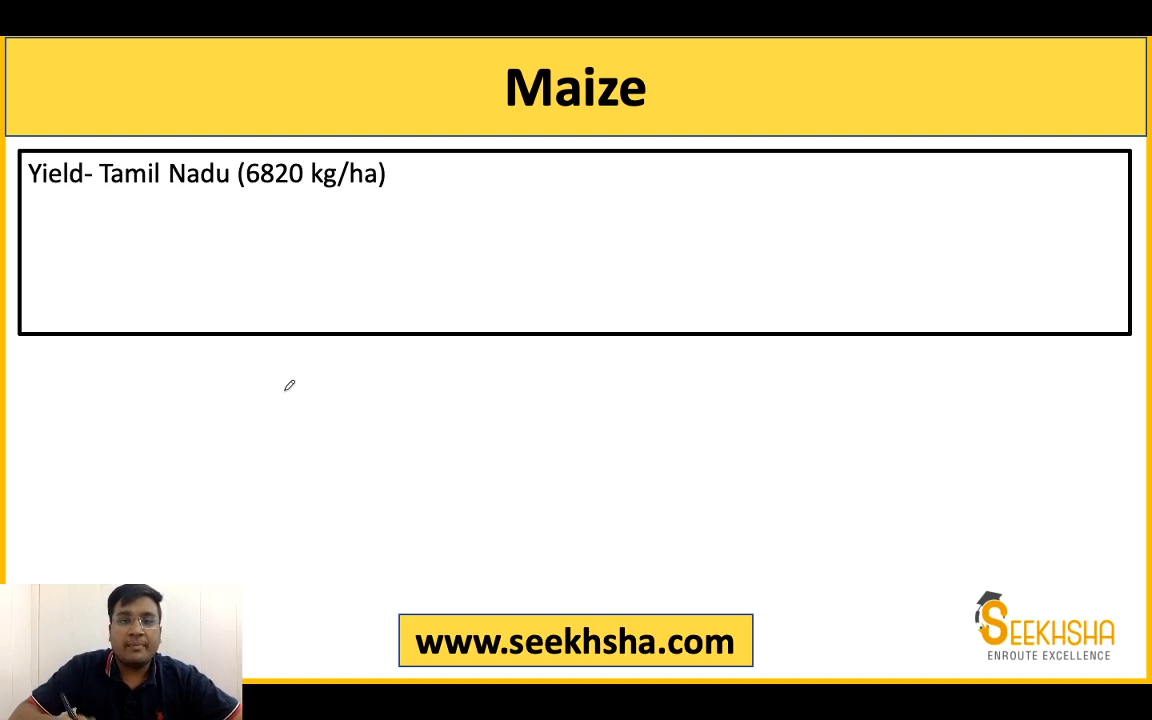 Maize
Yield- Tamil Nadu (6820 kg/ha)
www.seekhsha.com
SEEKHSHA
ENROUTE EXCELLENCE